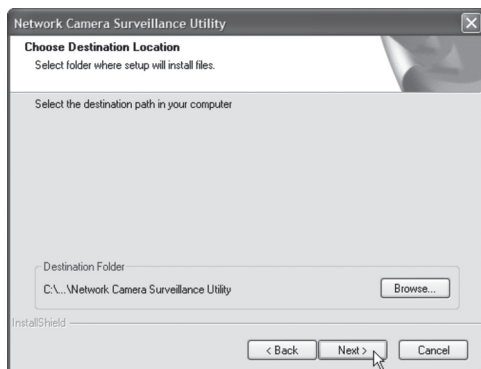 Network Camera Surveillance Utility
Choose Destination Location
Select folder where setup will install files.
Select the destination path in your computer
Destination Folder
C:\...\Network Camera Surveillance Utility
Browse...
InstallShield
< Back
Next >
Cancel